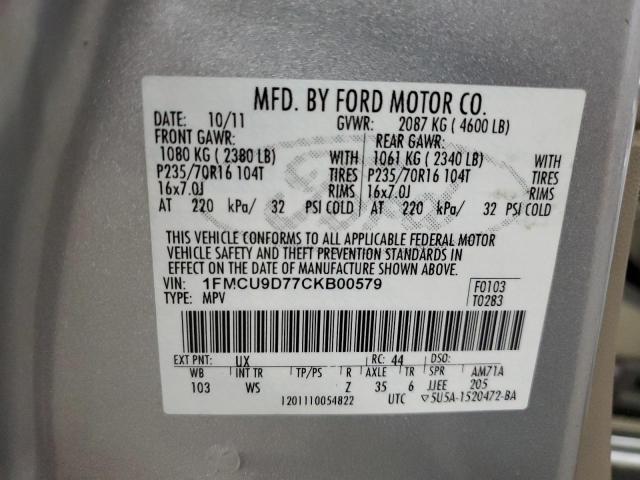 MFD. BY FORD MOTOR CO.
DATE: 10/11 GVWR: 2087 KG ( 4600 LB)
FRONT GAWR: REAR GAWR:
1080 KG ( 2380 LB) WITH 1061 KG ( 2340 LB) WITH
P235/70R16 104T TIRES P235/70R16 104T TIRES
16x7.0J RIMS 16x7.0J RIMS
AT 220 kPa/ 32 PSI COLD AT 220 kPa/ 32 PSI COLD
THIS VEHICLE CONFORMS TO ALL APPLICABLE FEDERAL MOTOR
VEHICLE SAFETY AND THEFT PREVENTION STANDARDS IN
EFFECT ON THE DATE OF MANUFACTURE SHOWN ABOVE.
VIN: 1FMCU9D77CKB00579 F0103
TYPE: MPV T0283
EXT PNT: UX RC: 44 DSO:
WB INT TR TP/PS R AXLE TR SPR AM71A
103 WS Z 35 6 JJEE 205
1201110054822 UTC ▽5U5A-1520472-BA
Ford